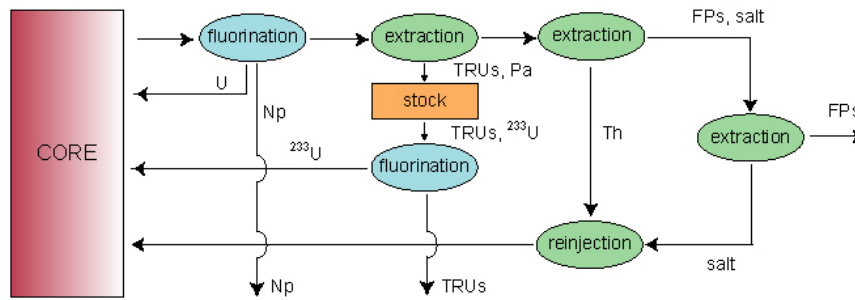 fluorination
extraction
extraction
FPs, salt
U
TRUs, Pa
Np
stock
FPs
CORE
TRUs, ²³³U
Th
extraction
²³³U
fluorination
reinjection
salt
Np
TRUs